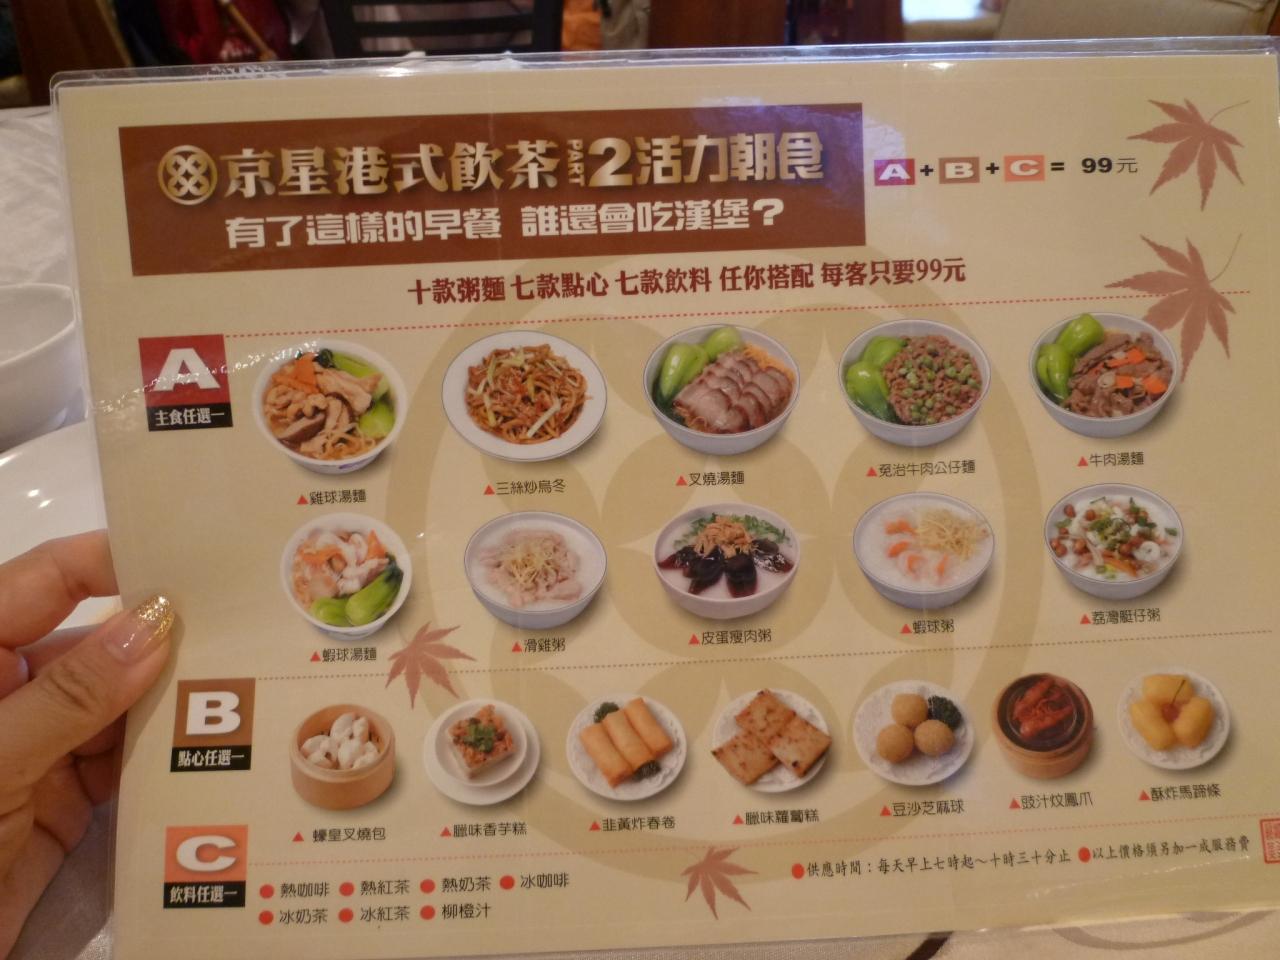 京星港式飲茶 PART 2 活力朝食
A + B + C = 99元
有了這樣的早餐 誰還會吃漢堡？
十款粥麵 七款點心 七款飲料 任你搭配 每客只要99元
A
主食任選一
▲雞球湯麵 ▲三絲炒烏冬 ▲叉燒湯麵 ▲免治牛肉公仔麵 ▲牛肉湯麵
▲蝦球湯麵 ▲滑雞粥 ▲皮蛋瘦肉粥 ▲蝦球粥 ▲荔灣艇仔粥
B
點心任選一
▲蠔皇叉燒包 ▲臘味香芋糕 ▲韭黃炸春卷 ▲臘味蘿蔔糕 ▲豆沙芝麻球 ▲豉汁炆鳳爪 ▲酥炸馬蹄條
C
飲料任選一
●熱咖啡 ●熱紅茶 ●熱奶茶 ●冰咖啡
●冰奶茶 ●冰紅茶 ●柳橙汁
●供應時間：每天早上七時起～十時三十分止 ●以上價格須另加一成服務費